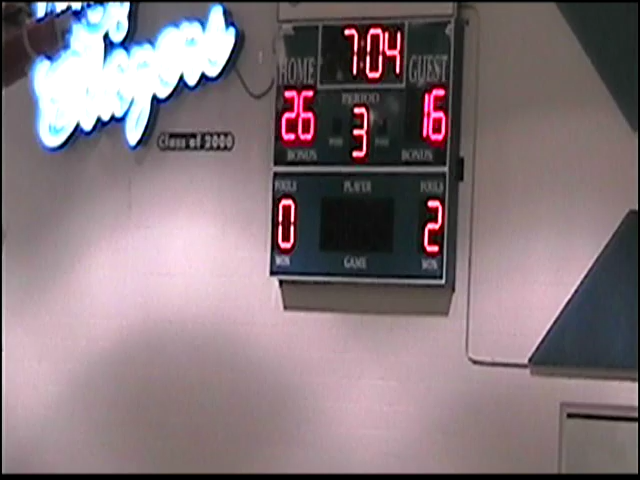 Class of 2000
7:04
HOME GUEST
PERIOD
26 3 16
BONUS BONUS
FOULS PLAYER FOULS
0 2
GAME